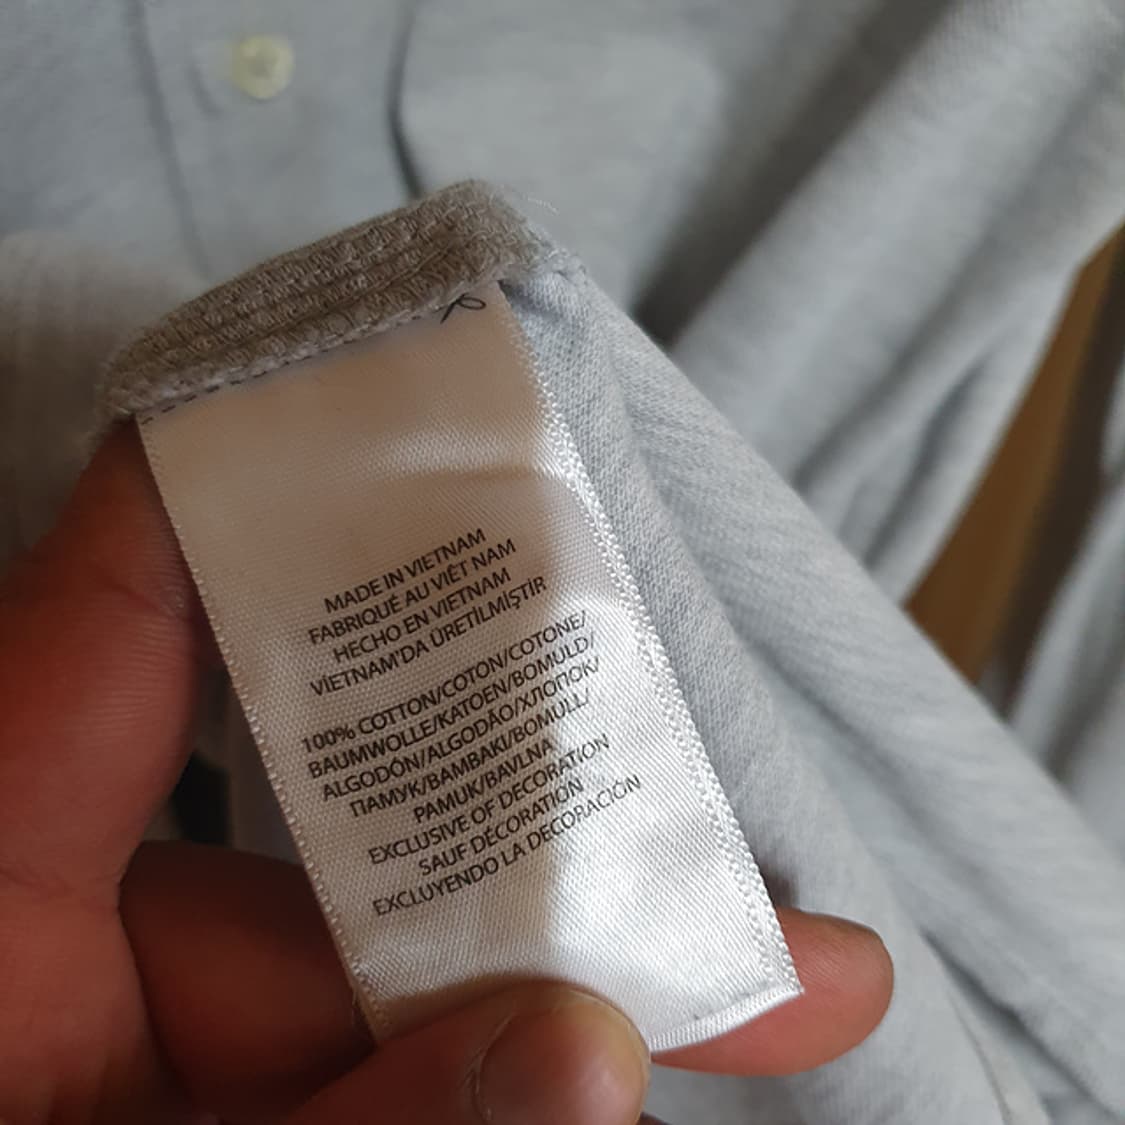 MADE IN VIETNAM
FABRIQUÉ AU VIÊT NAM
HECHO EN VIETNAM
VİETNAM'DA ÜRETİLMİŞTİR
100% COTTON/COTON/COTONE/
BAUMWOLLE/KATOEN/BOMULD/
ALGODÓN/ALGODÃO/ХЛОПОК/
ПАМУК/BAMBAKI/BOMULL/
PAMUK/BAVLNA
EXCLUSIVE OF DECORATION
SAUF DÉCORATION
EXCLUYENDO LA DECORACIÓN